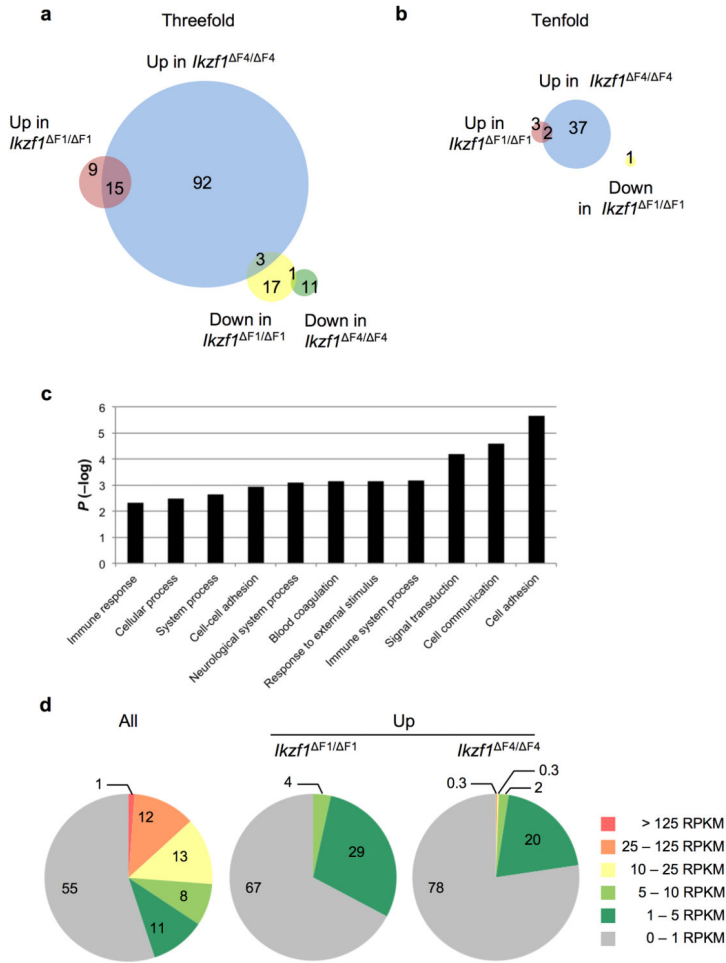 a
Threefold
Up in Ikzf1ΔF4/ΔF4
Up in
Ikzf1ΔF1/ΔF1
9
15
92
3
1
17
11
Down in
Ikzf1ΔF1/ΔF1
Down in
Ikzf1ΔF4/ΔF4
b
Tenfold
Up in Ikzf1ΔF4/ΔF4
Up in
Ikzf1ΔF1/ΔF1
3
2
37
1
Down
in Ikzf1ΔF1/ΔF1
c
P (–log)
6
5
4
3
2
1
0
Immune response
Cellular process
System process
Cell-cell adhesion
Neurological system process
Blood coagulation
Response to external stimulus
Immune system process
Signal transduction
Cell communication
Cell adhesion
d
All
Up
Ikzf1ΔF1/ΔF1
Ikzf1ΔF4/ΔF4
1
12
13
8
11
55
4
29
67
0.3
0.3
2
20
78
> 125 RPKM
25 – 125 RPKM
10 – 25 RPKM
5 – 10 RPKM
1 – 5 RPKM
0 – 1 RPKM